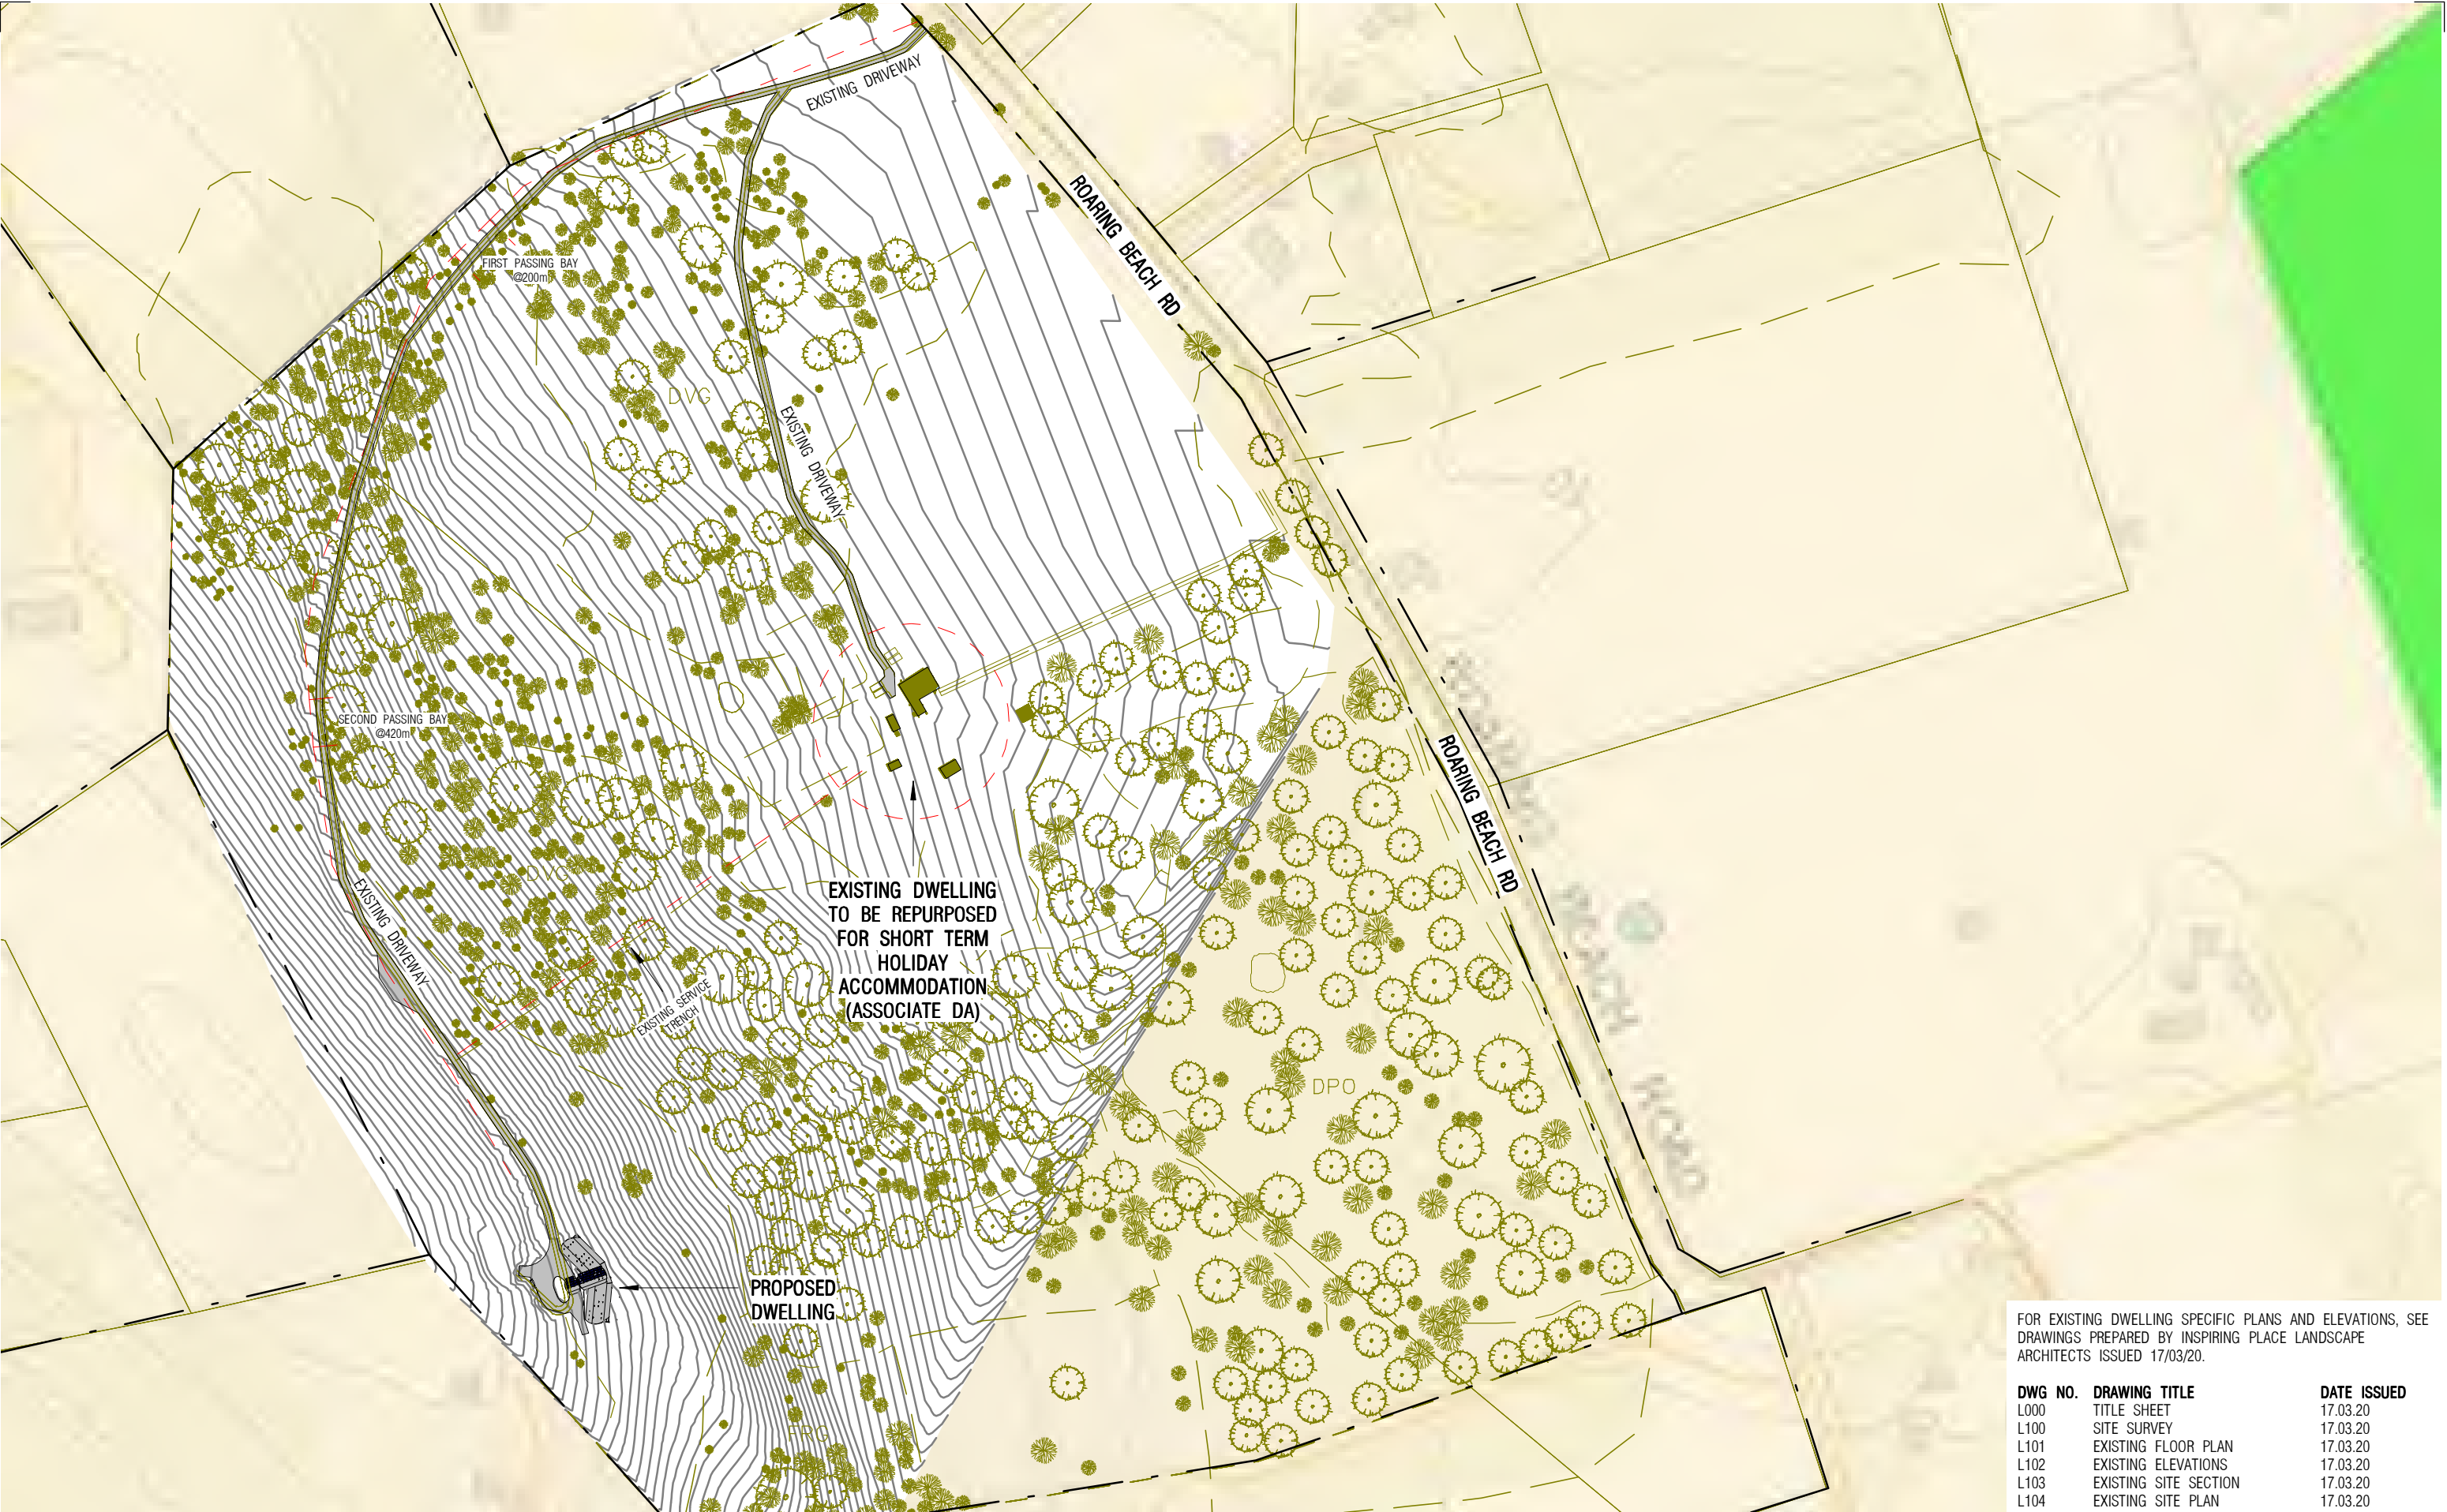 EXISTING DRIVEWAY
ROARING BEACH RD
FIRST PASSING BAY
@200m
DVG
EXISTING DRIVEWAY
SECOND PASSING BAY
@420m
ROARING BEACH RD
DVG
EXISTING DRIVEWAY
EXISTING DWELLING
TO BE REPURPOSED
FOR SHORT TERM
HOLIDAY
ACCOMMODATION
(ASSOCIATE DA)
EXISTING SERVICE
TRENCH
DPO
PROPOSED
DWELLING
FRG
ROARING BEACH ROAD
FOR EXISTING DWELLING SPECIFIC PLANS AND ELEVATIONS, SEE
DRAWINGS PREPARED BY INSPIRING PLACE LANDSCAPE
ARCHITECTS ISSUED 17/03/20.
DWG NO. DRAWING TITLE DATE ISSUED
L000 TITLE SHEET 17.03.20
L100 SITE SURVEY 17.03.20
L101 EXISTING FLOOR PLAN 17.03.20
L102 EXISTING ELEVATIONS 17.03.20
L103 EXISTING SITE SECTION 17.03.20
L104 EXISTING SITE PLAN 17.03.20